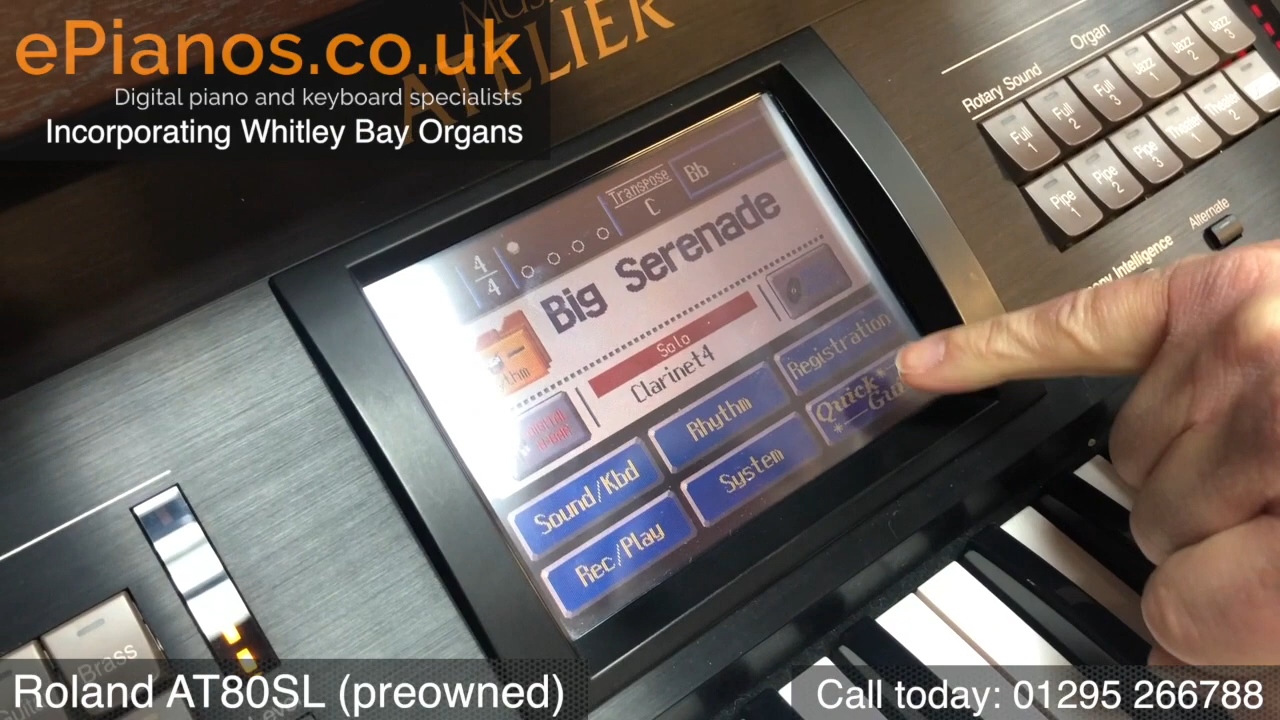 ePianos.co.uk
Digital piano and keyboard specialists
Incorporating Whitley Bay Organs
Music
ATELIER
Organ
Rotary Sound
Full 1
Full 2
Full 3
Jazz 1
Jazz 2
Jazz 3
Pipe 1
Pipe 2
Pipe 3
Theater 1
Theater 2
Alternate
Intelligence
4/4
Transpose
C
Bb
Big Serenade
Solo
Clarinet4
DIGITAL
Sound/Kbd
Rhythm
Registration
Rec/Play
System
Quick
Brass
Roland AT80SL (preowned)
Call today: 01295 266788